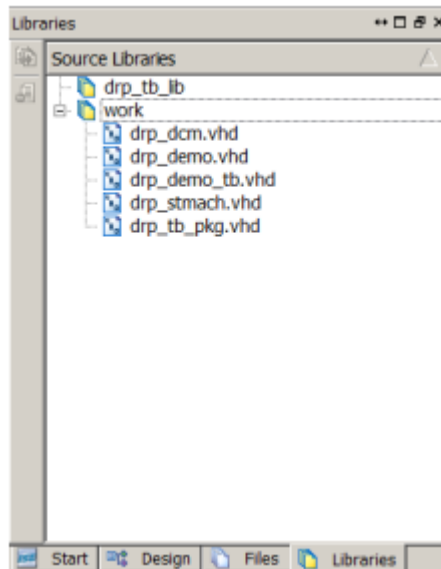 Libraries
Source Libraries
drp_tb_lib
work
drp_dcm.vhd
drp_demo.vhd
drp_demo_tb.vhd
drp_stmach.vhd
drp_tb_pkg.vhd
Start Design Files Libraries